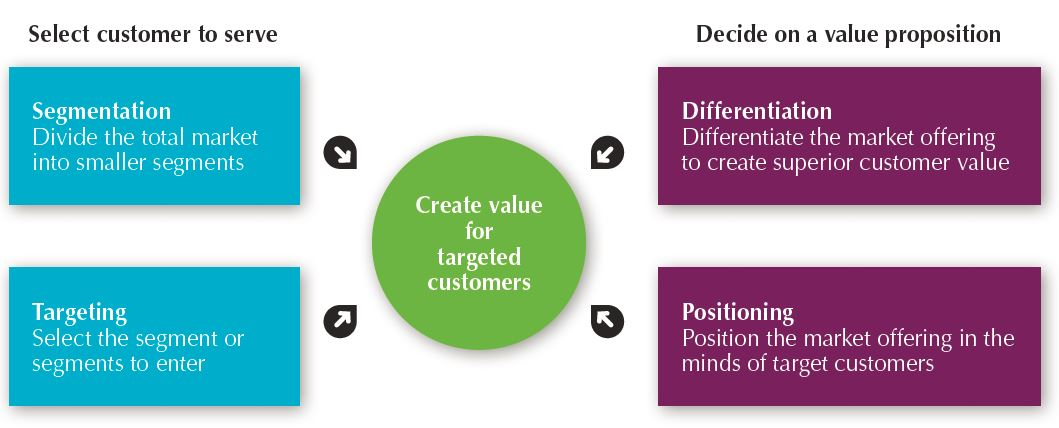 Select customer to serve
Segmentation
Divide the total market
into smaller segments
Targeting
Select the segment or
segments to enter
Create value
for
targeted
customers
Decide on a value proposition
Differentiation
Differentiate the market offering
to create superior customer value
Positioning
Position the market offering in the
minds of target customers